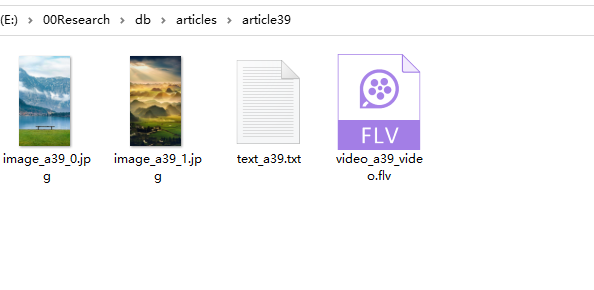 (E:) > 00Research > db > articles > article39
image_a39_0.jp
g
image_a39_1.jp
g
text_a39.txt
FLV
video_a39_vide
o.flv